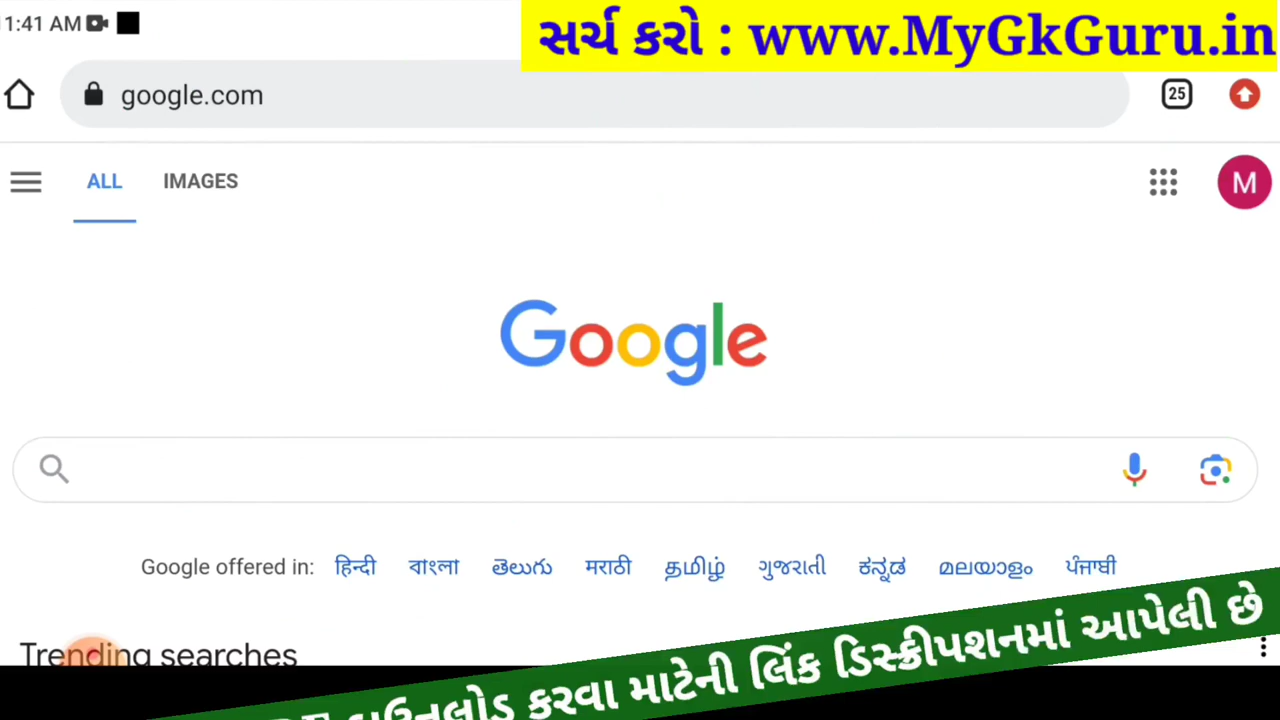 1:41 AM
સર્ચ કરો : www.MyGkGuru.in
google.com
25
ALL IMAGES
M
Google
Google offered in: हिन्दी বাংলা తెలుగు मराठी தமிழ் ગુજરાતી ಕನ್ನಡ മലയാളം ਪੰਜਾਬੀ
Trending searches
ડાઉનલોડ કરવા માટેની લિંક ડિસ્ક્રીપશનમાં આપેલી છે